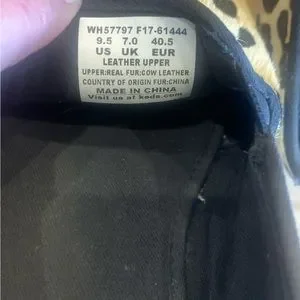 WH57797 F17-61444
9.5 7.0 40.5
US UK EUR
LEATHER UPPER
UPPER:REAL FUR:COW LEATHER
COUNTRY OF ORIGIN FUR:CHINA
MADE IN CHINA
Visit us at keds.com